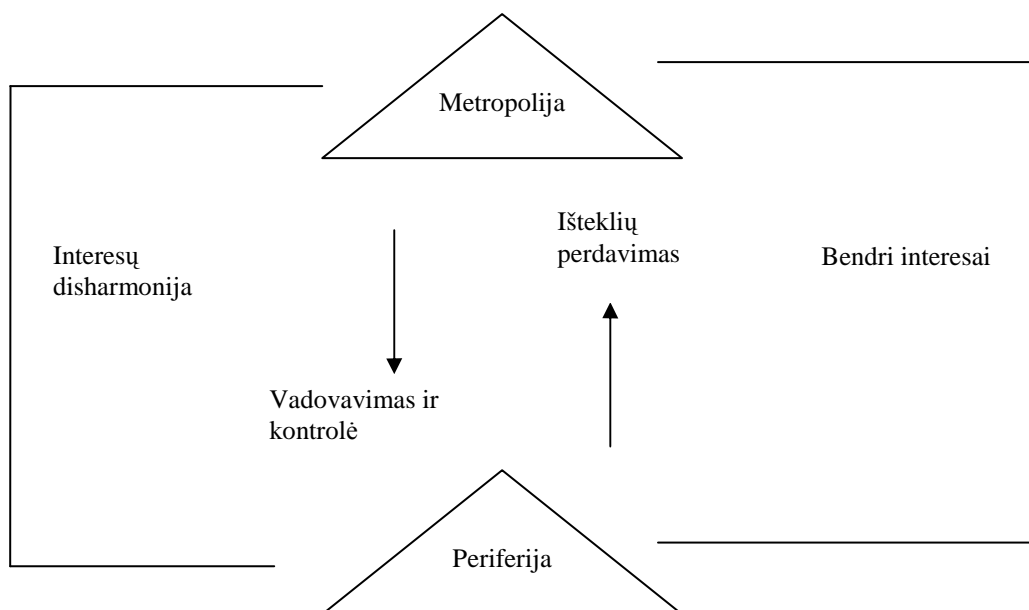 Metropolija
Išteklių
perdavimas
Interesų
disharmonija
Bendri interesai
Vadovavimas ir
kontrolė
Periferija